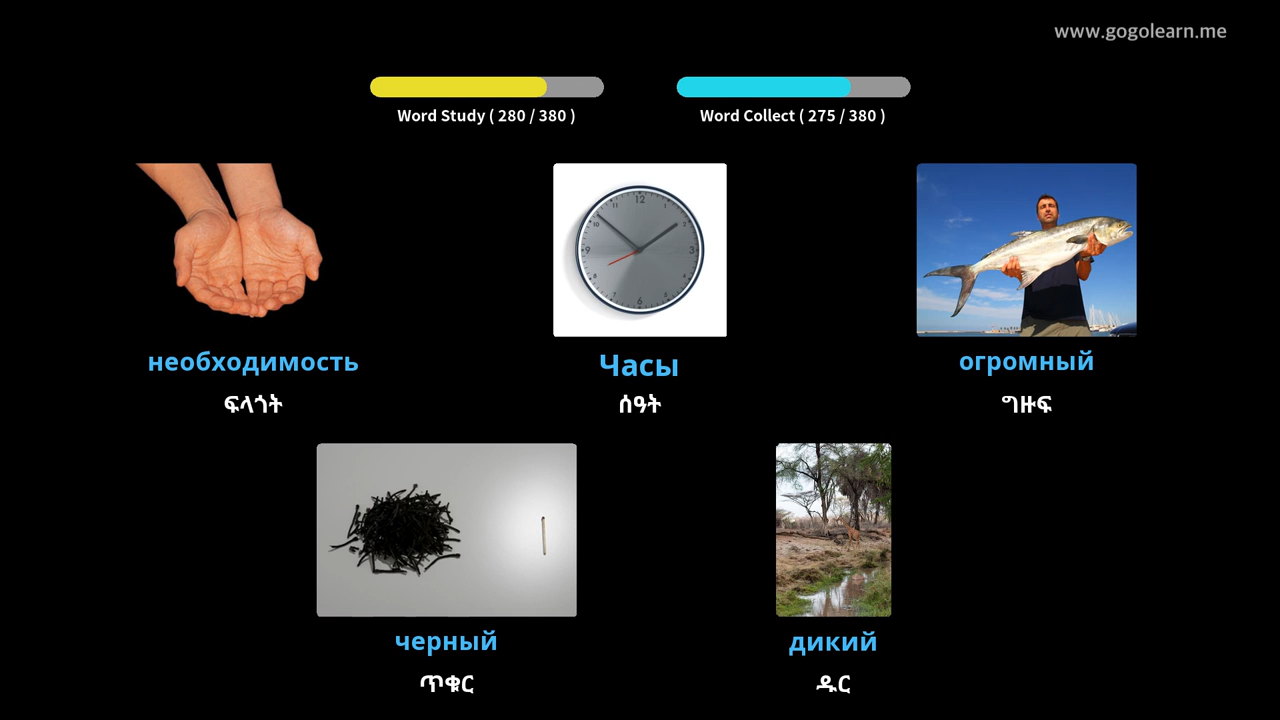 www.gogolearn.me
Word Study ( 280 / 380 )
Word Collect ( 275 / 380 )
необходимость
Часы
огромный
ፍላጎት
ሰዓት
ግዙፍ
черный
дикий
ጥቁር
ዱር